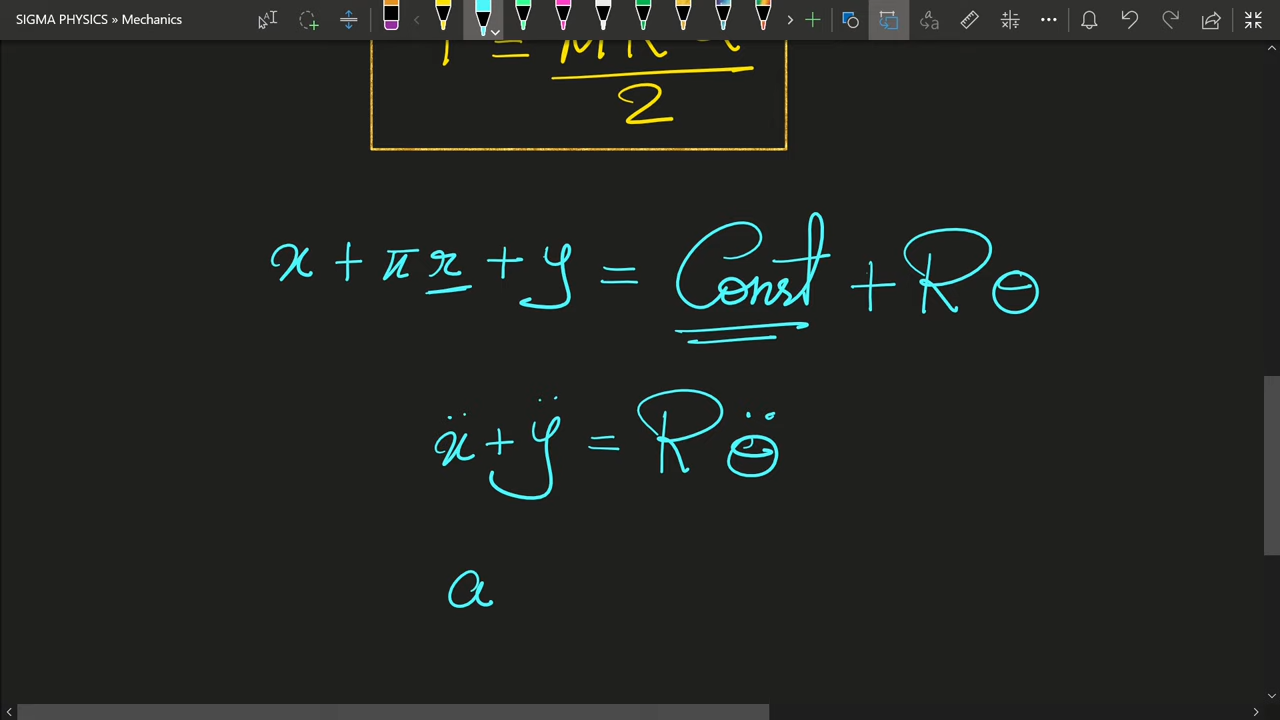 SIGMA PHYSICS » Mechanics
2
x + πr + y = Const + Rθ
ẍ + ÿ = Rθ̈
a